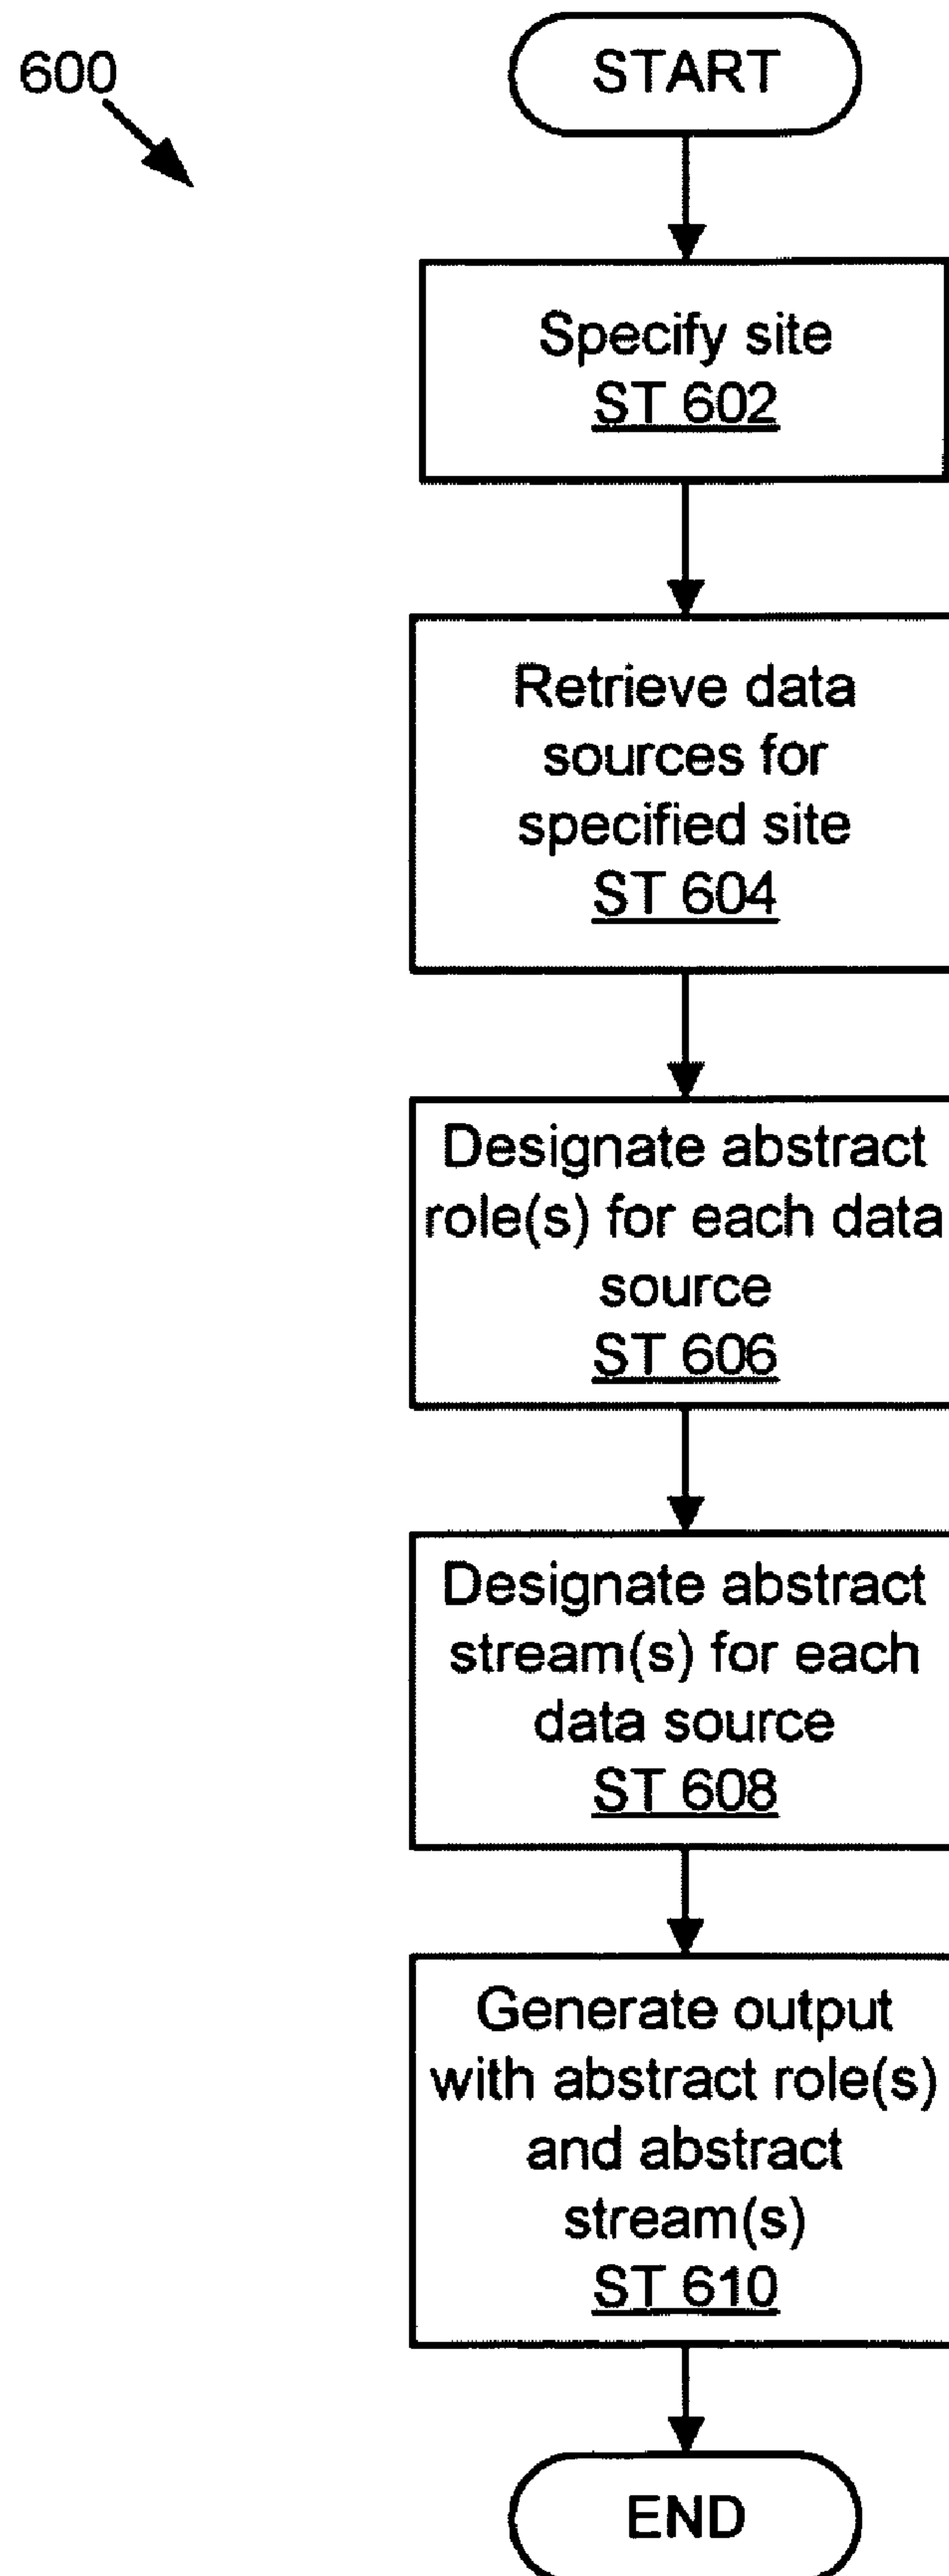 600
START
Specify site
ST 602
Retrieve data
sources for
specified site
ST 604
Designate abstract
role(s) for each data
source
ST 606
Designate abstract
stream(s) for each
data source
ST 608
Generate output
with abstract role(s)
and abstract
stream(s)
ST 610
END